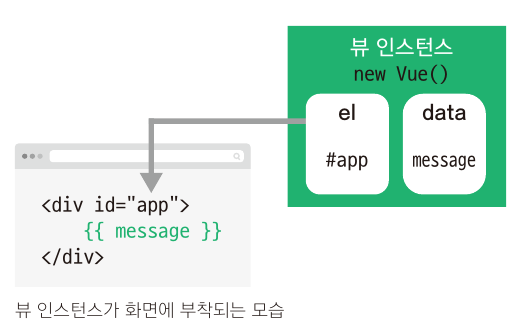 뷰 인스턴스
new Vue()
el
data
#app
message
<div id="app">
{{ message }}
</div>
뷰 인스턴스가 화면에 부착되는 모습